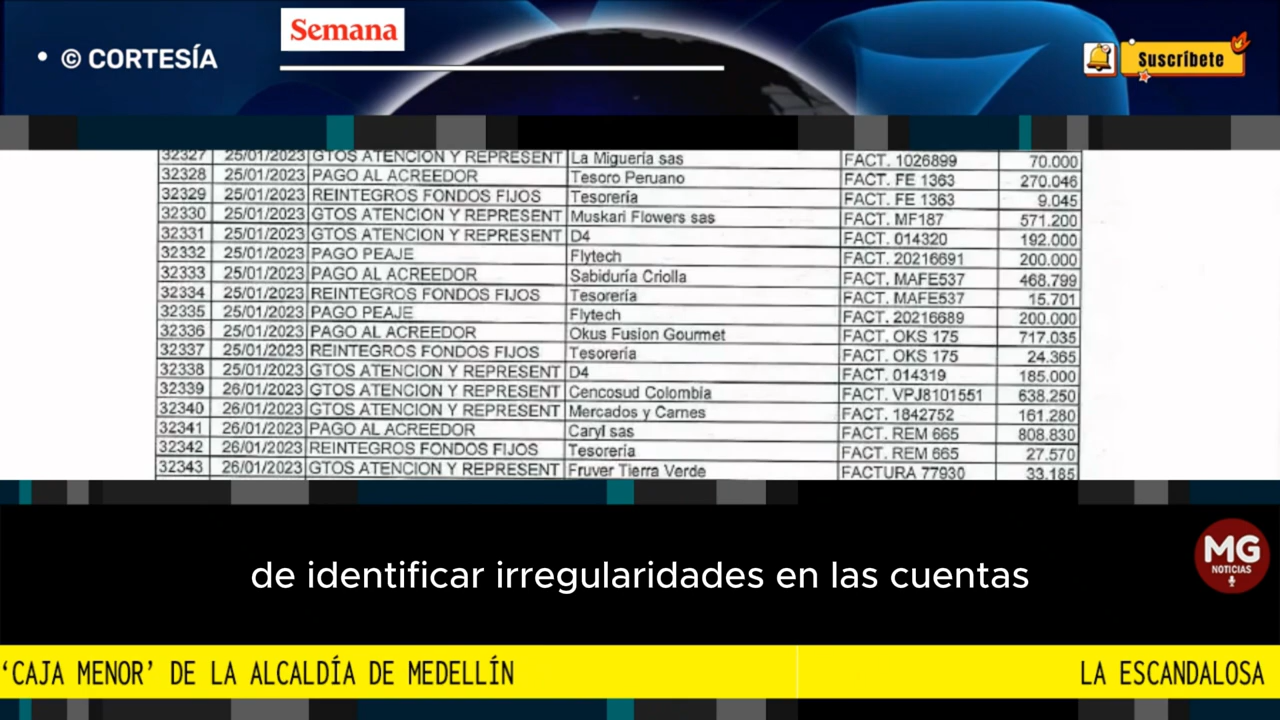 • © CORTESÍA
Semana
Suscríbete
32327 25/01/2023 GTOS ATENCION Y REPRESENT La Miguería sas FACT. 1026899 70.000
32328 25/01/2023 PAGO AL ACREEDOR Tesoro Peruano FACT. FE 1363 270.046
32329 25/01/2023 REINTEGROS FONDOS FIJOS Tesorería FACT. FE 1363 9.045
32330 25/01/2023 GTOS ATENCION Y REPRESENT Muskari Flowers sas FACT. MF187 571.200
32331 25/01/2023 GTOS ATENCION Y REPRESENT D4 FACT. 014320 192.000
32332 25/01/2023 PAGO PEAJE Flytech FACT. 20216691 200.000
32333 25/01/2023 PAGO AL ACREEDOR Sabiduría Criolla FACT. MAFE537 468.799
32334 25/01/2023 REINTEGROS FONDOS FIJOS Tesorería FACT. MAFE537 15.701
32335 25/01/2023 PAGO PEAJE Flytech FACT. 20216689 200.000
32336 25/01/2023 PAGO AL ACREEDOR Okus Fusion Gourmet FACT. OKS 175 717.035
32337 25/01/2023 REINTEGROS FONDOS FIJOS Tesorería FACT. OKS 175 24.365
32338 25/01/2023 GTOS ATENCION Y REPRESENT D4 FACT. 014319 185.000
32339 26/01/2023 GTOS ATENCION Y REPRESENT Cencosud Colombia FACT. VPJ8101551 638.250
32340 26/01/2023 GTOS ATENCION Y REPRESENT Mercados y Carnes FACT. 1842752 161.280
32341 26/01/2023 PAGO AL ACREEDOR Caryl sas FACT. REM 665 808.830
32342 26/01/2023 REINTEGROS FONDOS FIJOS Tesorería FACT. REM 665 27.570
32343 26/01/2023 GTOS ATENCION Y REPRESENT Fruver Tierra Verde FACTURA 77930 33.185
de identificar irregularidades en las cuentas
MG
NOTICIAS
‘CAJA MENOR’ DE LA ALCALDÍA DE MEDELLÍN
LA ESCANDALOSA